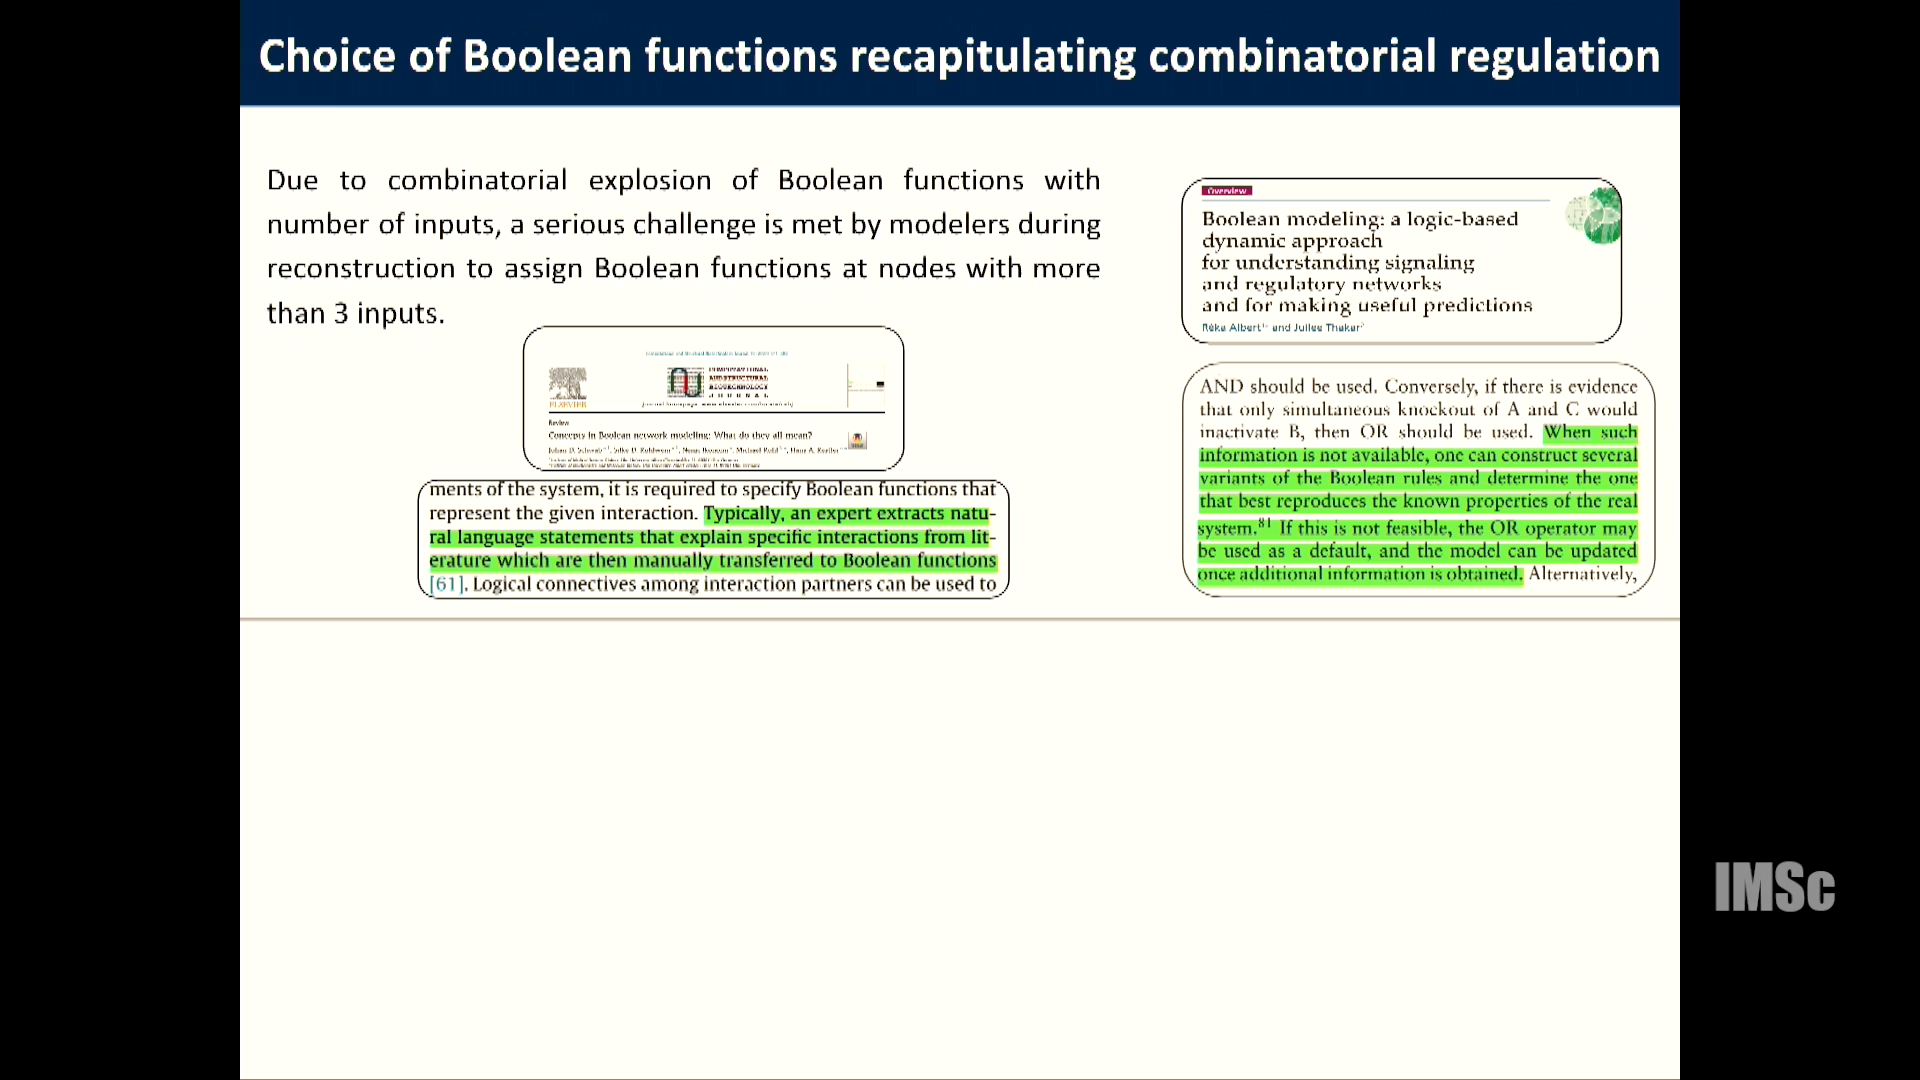 Choice of Boolean functions recapitulating combinatorial regulation
Due to combinatorial explosion of Boolean functions with
number of inputs, a serious challenge is met by modelers during
reconstruction to assign Boolean functions at nodes with more
than 3 inputs.
COMPUTATIONAL
AND STRUCTURAL
BIOTECHNOLOGY
JOURNAL
ELSEVIER
Review
Concepts in Boolean network modeling: What do they all mean?
ments of the system, it is required to specify Boolean functions that
represent the given interaction. Typically, an expert extracts natu-
ral language statements that explain specific interactions from lit-
erature which are then manually transferred to Boolean functions
[61]. Logical connectives among interaction partners can be used to
Overview
Boolean modeling: a logic-based
dynamic approach
for understanding signaling
and regulatory networks
and for making useful predictions
Réka Albert and Juilee Thakar
AND should be used. Conversely, if there is evidence
that only simultaneous knockout of A and C would
inactivate B, then OR should be used. When such
information is not available, one can construct several
variants of the Boolean rules and determine the one
that best reproduces the known properties of the real
system.81 If this is not feasible, the OR operator may
be used as a default, and the model can be updated
once additional information is obtained. Alternatively,
IMSc